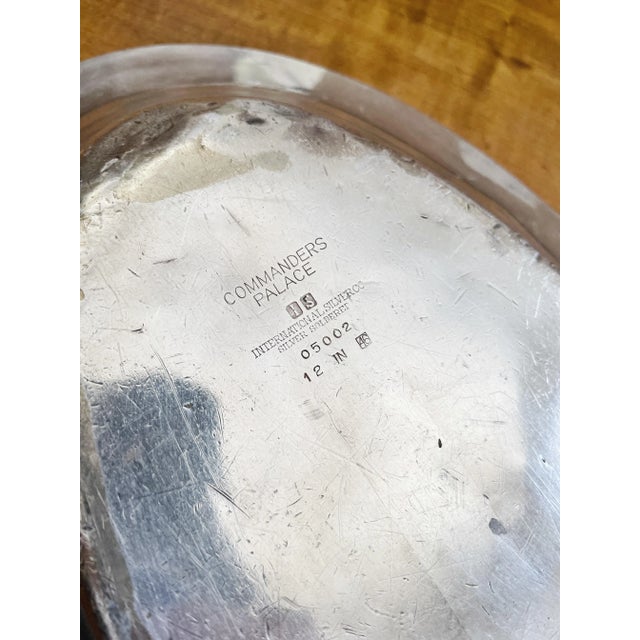 COMMANDERS
PALACE
IS
INTERNATIONAL SILVER CO.
SILVER SOLDERED
05002
12 IN